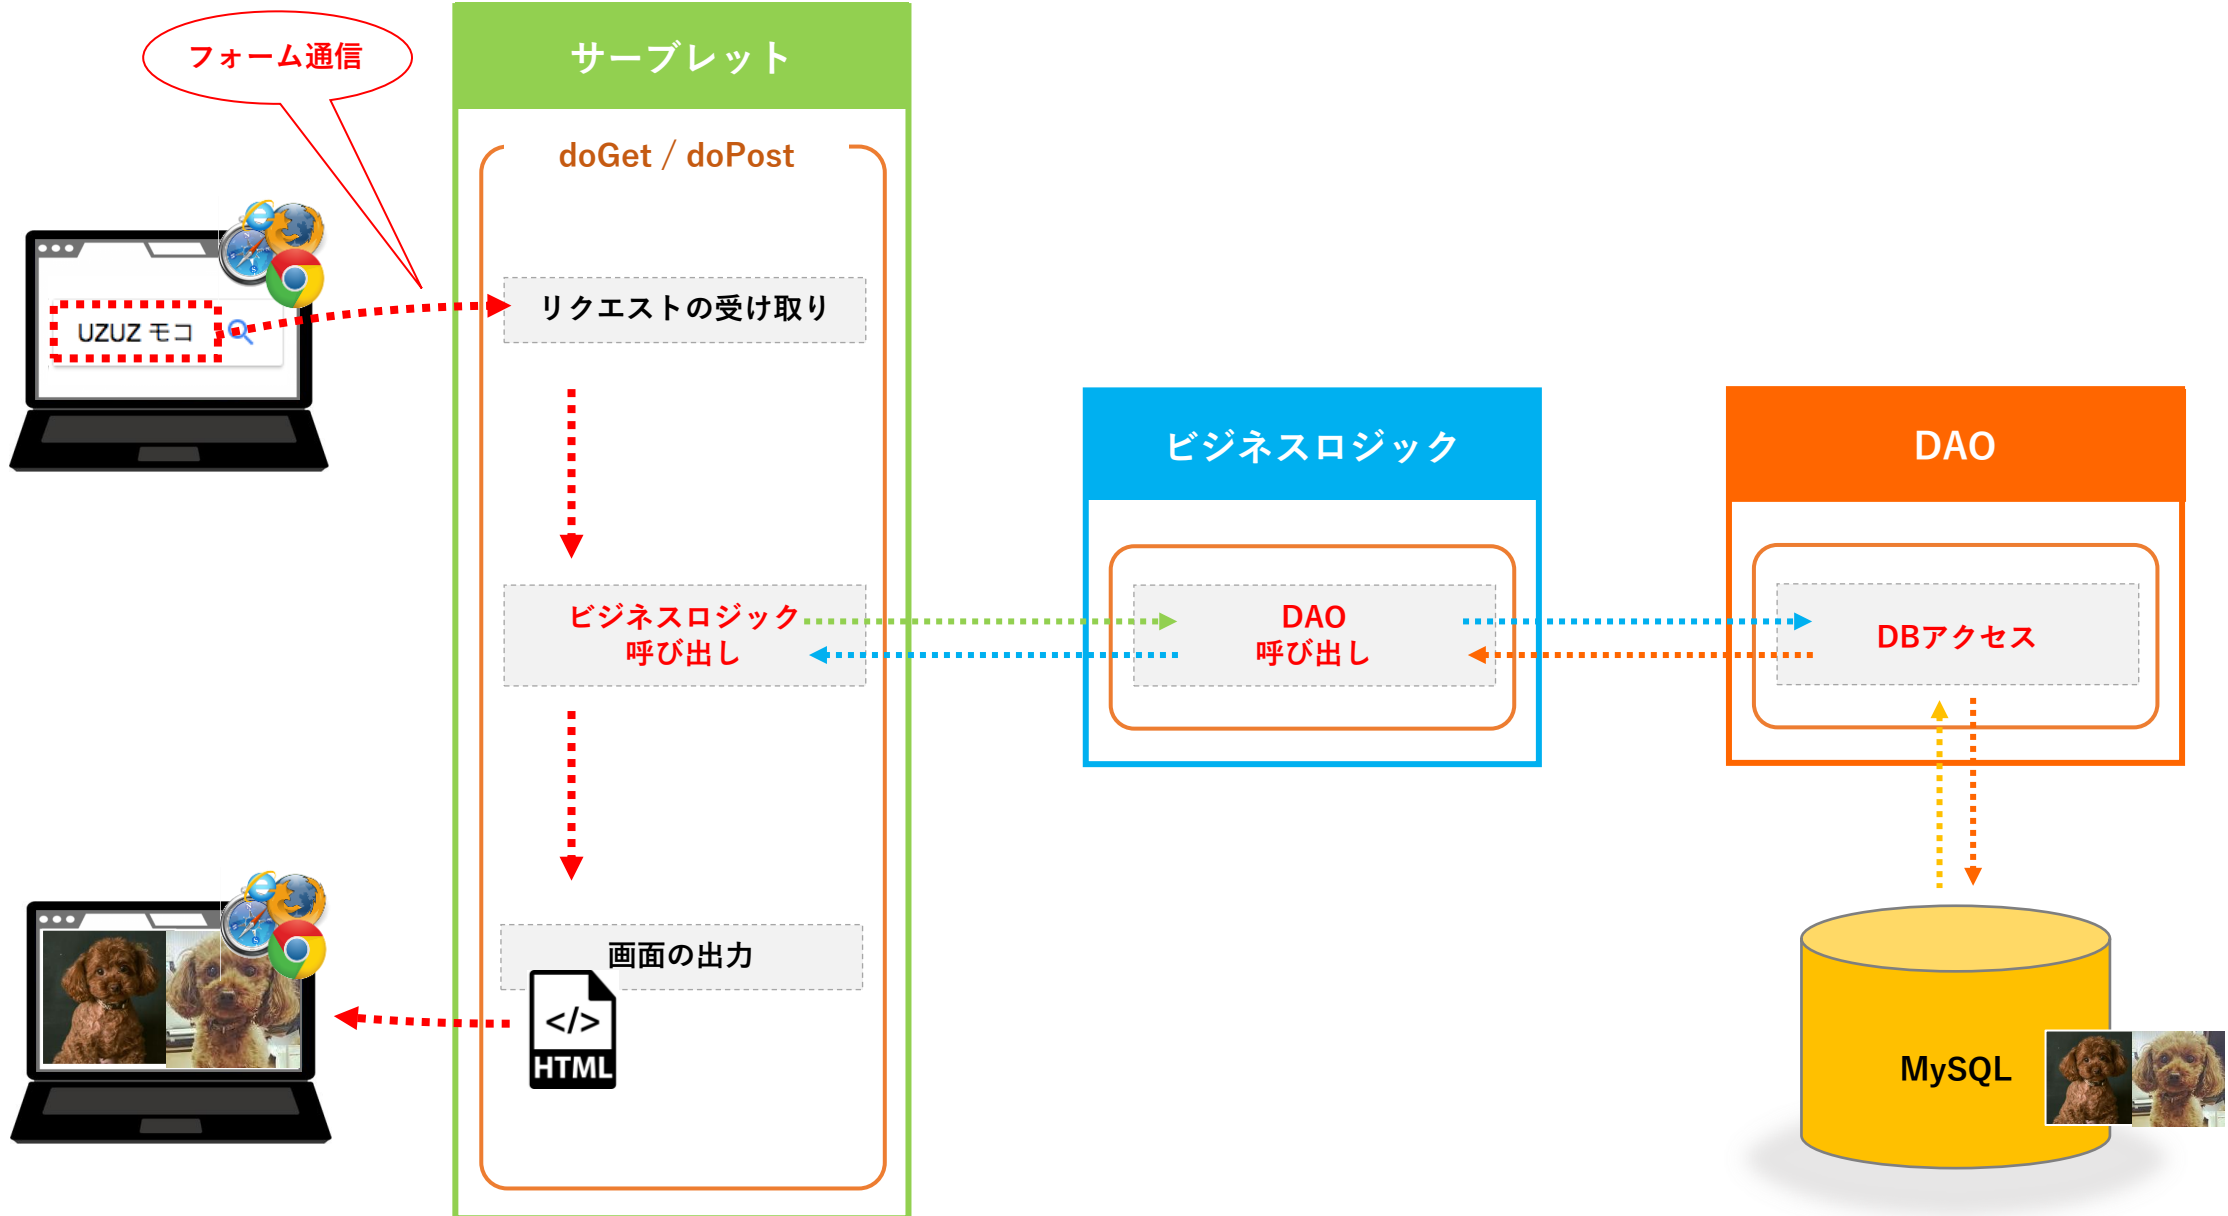 フォーム通信
サーブレット
doGet / doPost
リクエストの受け取り
UZUZ モコ
ビジネスロジック
DAO
ビジネスロジック
呼び出し
DAO
呼び出し
DBアクセス
画面の出力
</>
HTML
MySQL